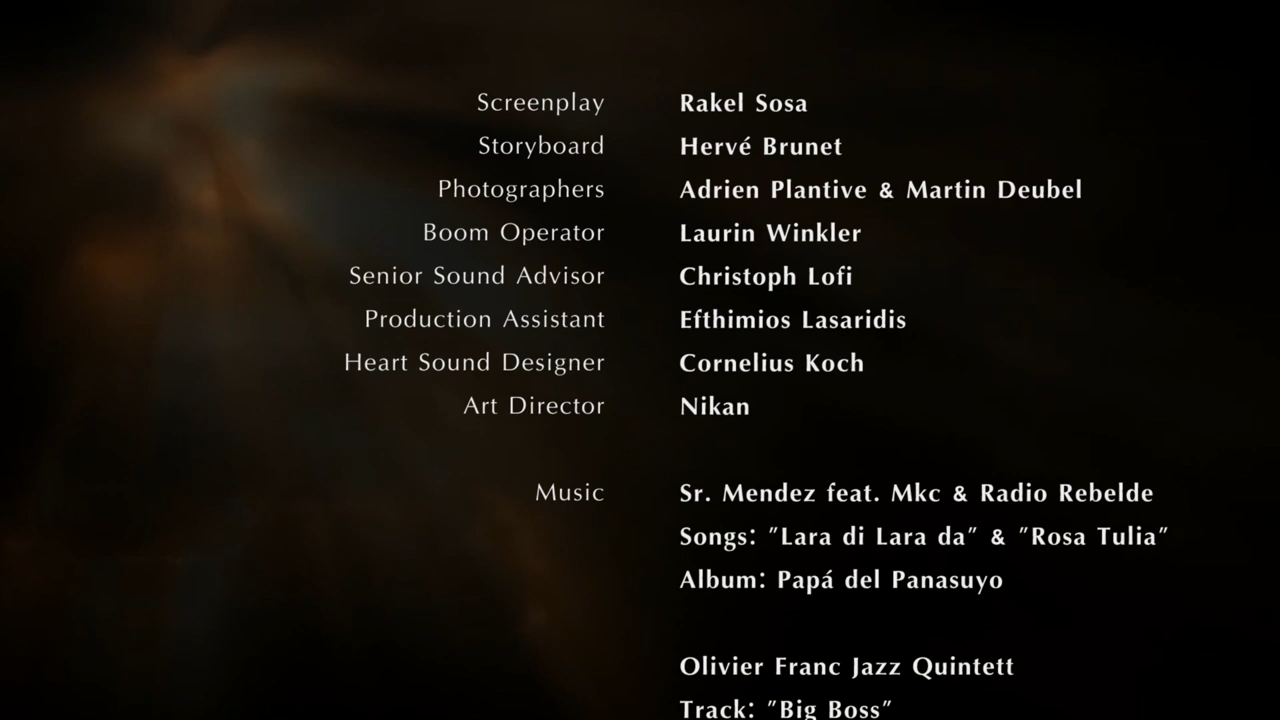 Screenplay Rakel Sosa
Storyboard Hervé Brunet
Photographers Adrien Plantive & Martin Deubel
Boom Operator Laurin Winkler
Senior Sound Advisor Christoph Lofi
Production Assistant Efthimios Lasaridis
Heart Sound Designer Cornelius Koch
Art Director Nikan
Music Sr. Mendez feat. Mkc & Radio Rebelde
Songs: "Lara di Lara da" & "Rosa Tulia"
Album: Papá del Panasuyo
Olivier Franc Jazz Quintett
Track: "Big Boss"